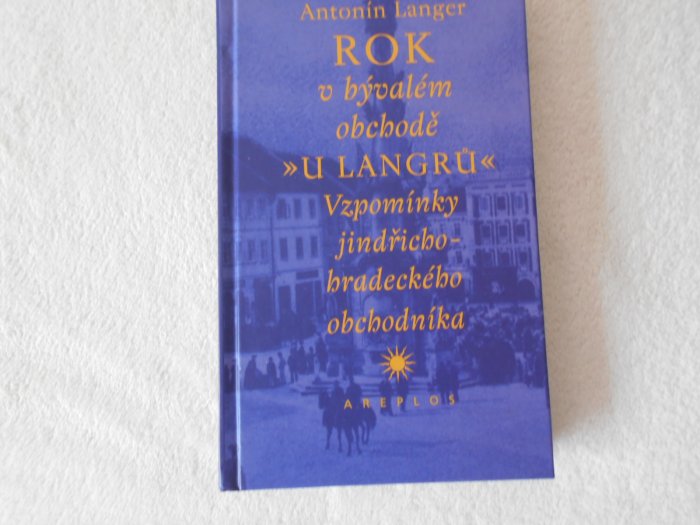 Antonín Langer
ROK
v bývalém
obchodě
»U LANGRŮ«
Vzpomínky
jindřicho-
hradeckého
obchodníka
AREPLOS